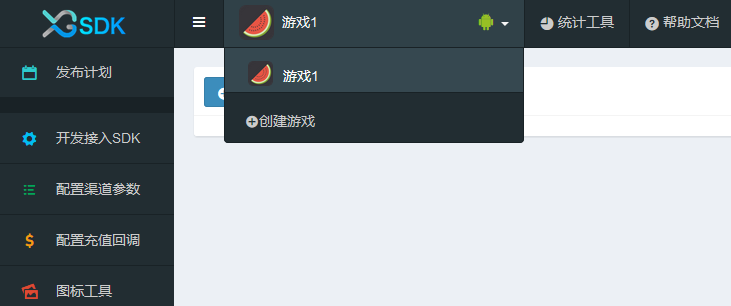 XGSDK
游戏1
统计工具
帮助文档
发布计划
游戏1
创建游戏
开发接入SDK
配置渠道参数
配置充值回调
图标工具